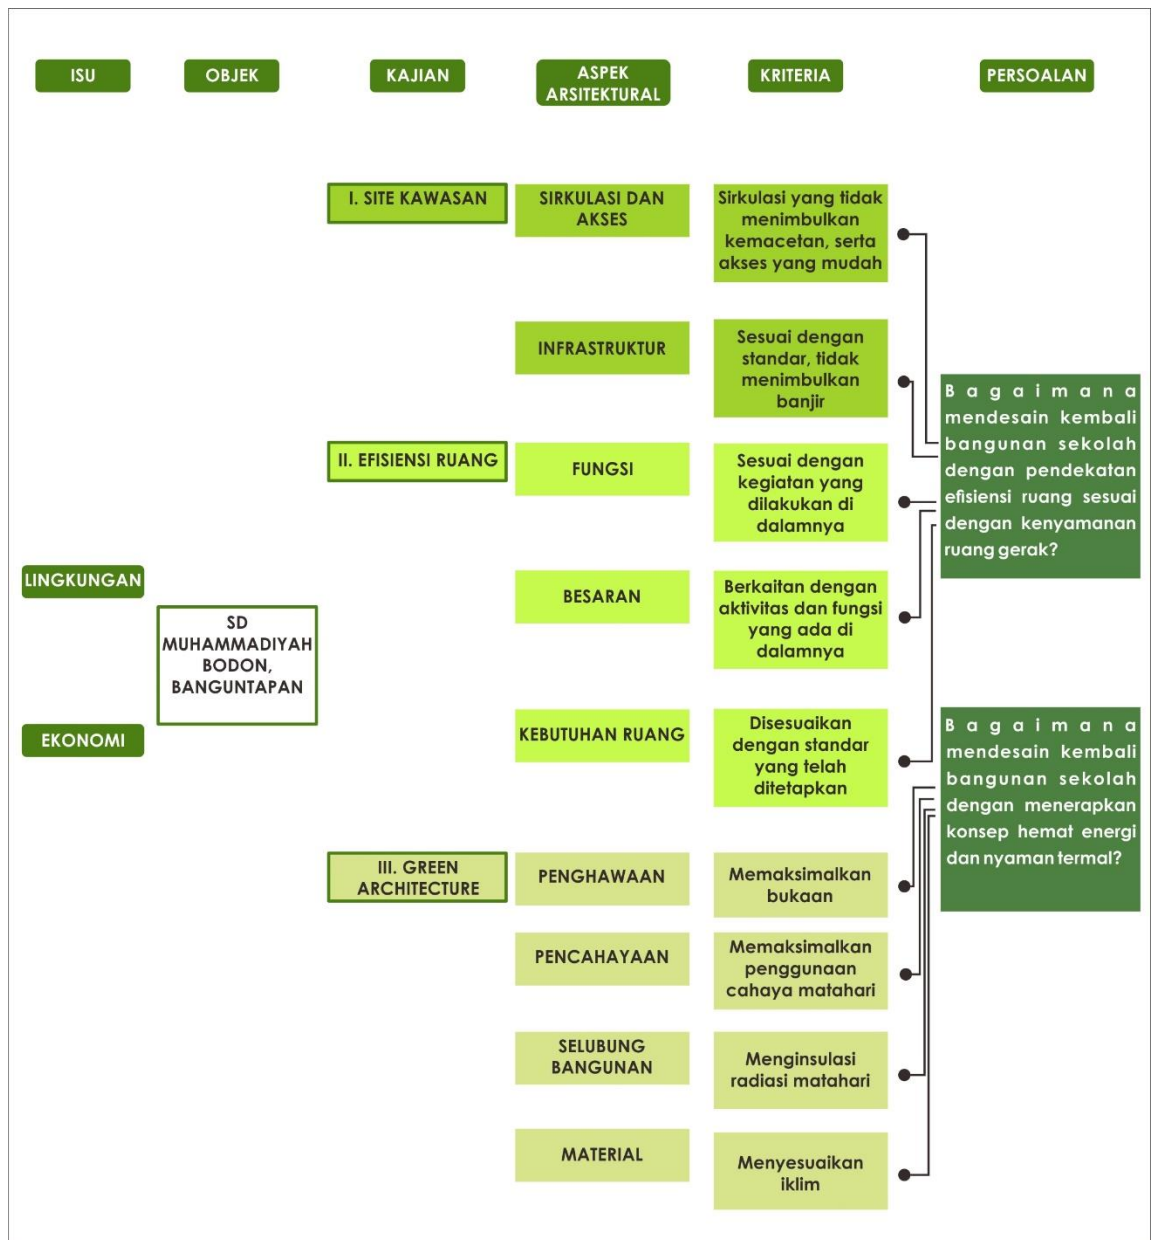 ISU
OBJEK
KAJIAN
ASPEK
ARSITEKTURAL
KRITERIA
PERSOALAN
I. SITE KAWASAN
SIRKULASI DAN
AKSES
Sirkulasi yang tidak
menimbulkan
kemacetan, serta
akses yang mudah
INFRASTRUKTUR
Sesuai dengan
standar, tidak
menimbulkan
banjir
II. EFISIENSI RUANG
FUNGSI
Sesuai dengan
kegiatan yang
dilakukan di
dalamnya
Bagaimana
mendesain kembali
bangunan sekolah
dengan pendekatan
efisiensi ruang sesuai
dengan kenyamanan
ruang gerak?
LINGKUNGAN
SD
MUHAMMADIYAH
BODON,
BANGUNTAPAN
EKONOMI
BESARAN
Berkaitan dengan
aktivitas dan fungsi
yang ada di
dalamnya
KEBUTUHAN RUANG
Disesuaikan
dengan standar
yang telah
ditetapkan
Bagaimana
mendesain kembali
bangunan sekolah
dengan menerapkan
konsep hemat energi
dan nyaman termal?
III. GREEN
ARCHITECTURE
PENGHAWAAN
Memaksimalkan
bukaan
PENCAHAYAAN
Memaksimalkan
penggunaan
cahaya matahari
SELUBUNG
BANGUNAN
Menginsulasi
radiasi matahari
MATERIAL
Menyesuaikan
iklim